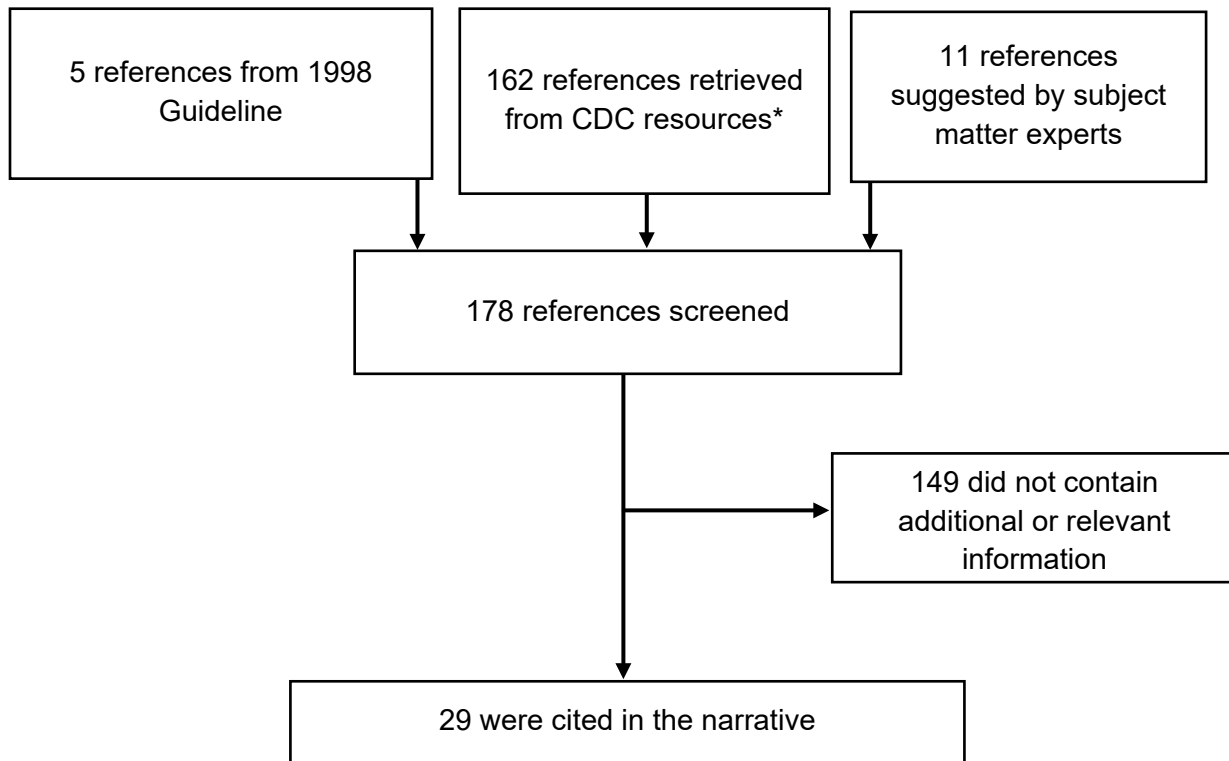 5 references from 1998
Guideline
162 references retrieved
from CDC resources*
11 references
suggested by subject
matter experts
178 references screened
149 did not contain
additional or relevant
information
29 were cited in the narrative